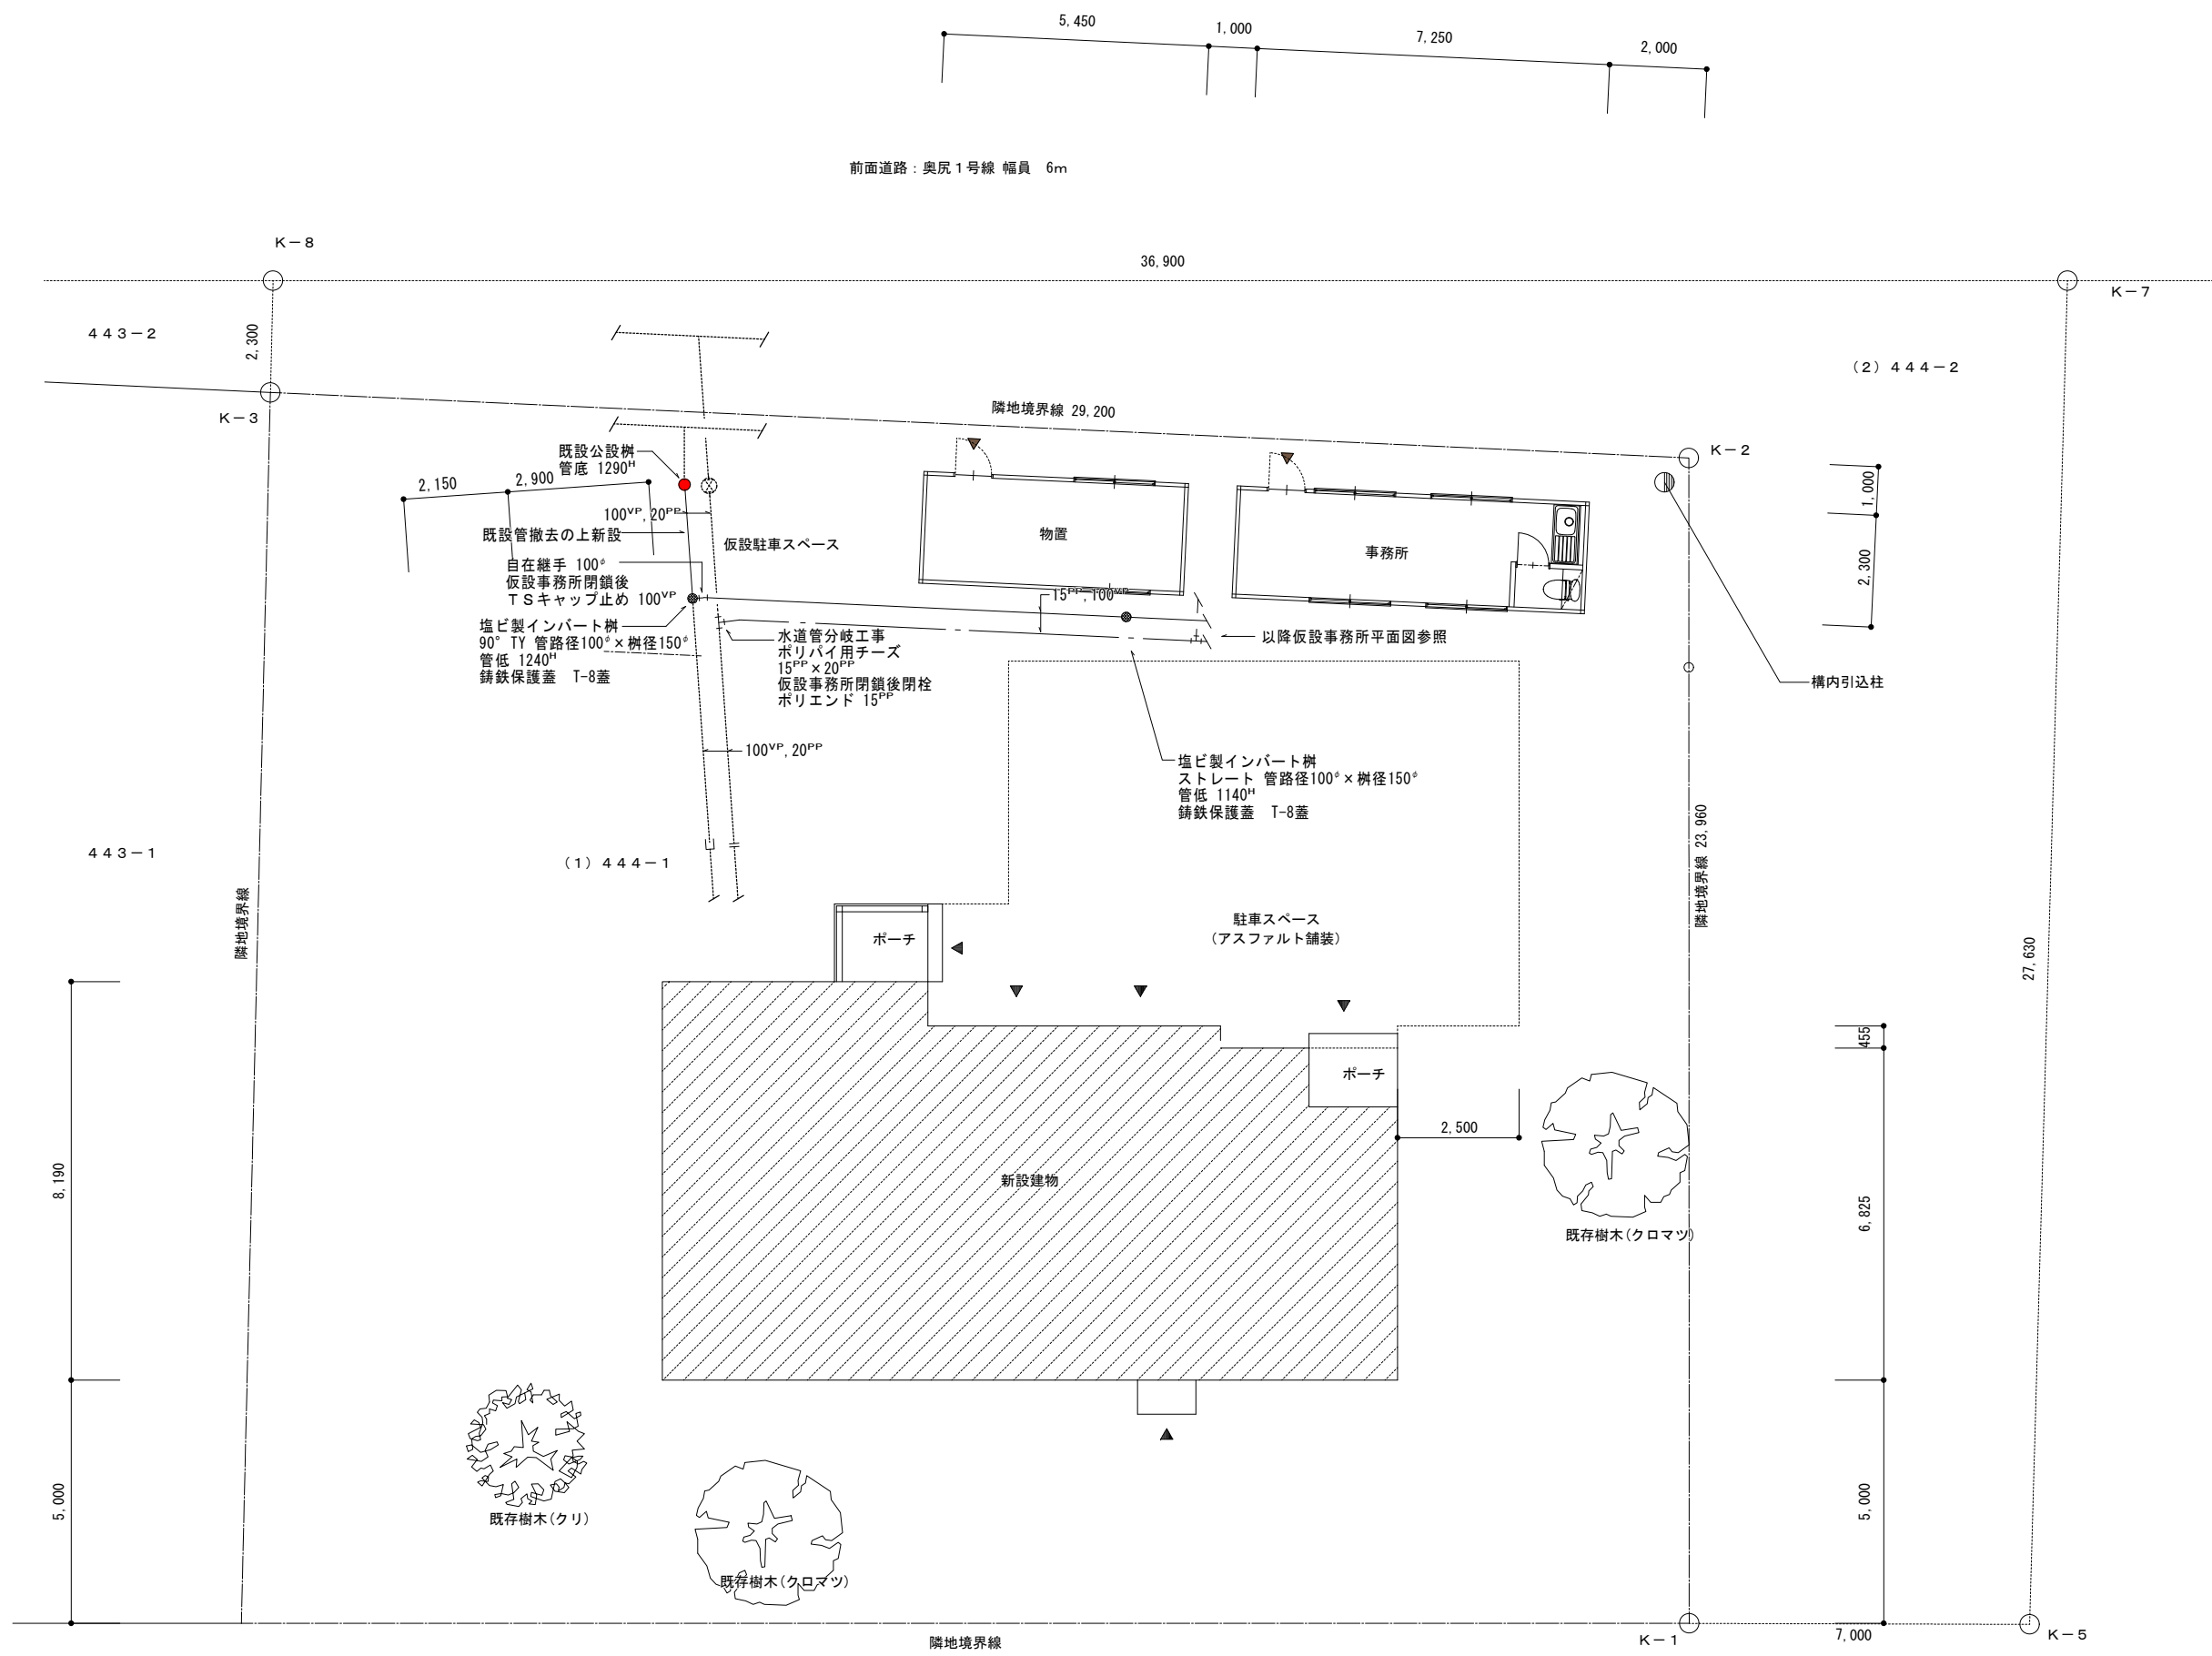 5,450
1,000
7,250
2,000
前面道路：奥尻１号線 幅員　6ｍ
Ｋ－８
36,900
Ｋ－７
４４３－２
2,300
（２）４４４－２
Ｋ－３
隣地境界線 29,200
Ｋ－２
既設公設桝
管底 1290ᴴ
2,150
2,900
1,000
100ⱽᴾ,20ᴾᴾ
既設管撤去の上新設
仮設駐車スペース
物置
事務所
2,300
自在継手 100ᶲ
仮設事務所閉鎖後
ＴＳキャップ止め 100ⱽᴾ
15ᴾᴾ,100ⱽᴾ
塩ビ製インバート桝
90° TY 管路径100ᶲ×桝径150ᶲ
管低 1240ᴴ
鋳鉄保護蓋　T-8蓋
水道管分岐工事
ポリパイ用チーズ
15ᴾᴾ×20ᴾᴾ
仮設事務所閉鎖後閉栓
ポリエンド 15ᴾᴾ
以降仮設事務所平面図参照
構内引込柱
100ⱽᴾ,20ᴾᴾ
塩ビ製インバート桝
ストレート 管路径100ᶲ×桝径150ᶲ
管低 1140ᴴ
鋳鉄保護蓋　T-8蓋
４４３－１
（１）４４４－１
隣地境界線 23,960
隣地境界線
駐車スペース
（アスファルト舗装）
ポーチ
27,630
455
ポーチ
2,500
8,190
新設建物
6,825
既存樹木(クロマツ)
5,000
既存樹木(クリ)
既存樹木(クロマツ)
5,000
隣地境界線
Ｋ－１
7,000
Ｋ－５